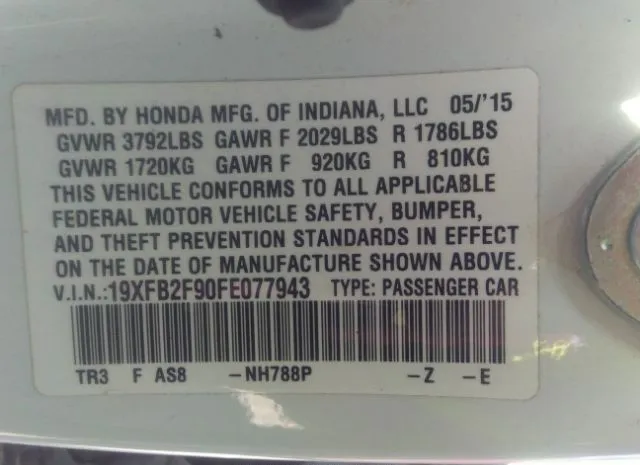 MFD. BY HONDA MFG. OF INDIANA, LLC 05/'15
GVWR 3792LBS GAWR F 2029LBS R 1786LBS
GVWR 1720KG GAWR F 920KG R 810KG
THIS VEHICLE CONFORMS TO ALL APPLICABLE
FEDERAL MOTOR VEHICLE SAFETY, BUMPER,
AND THEFT PREVENTION STANDARDS IN EFFECT
ON THE DATE OF MANUFACTURE SHOWN ABOVE.
V.I.N.:19XFB2F90FE077943 TYPE: PASSENGER CAR
TR3 F AS8 -NH788P -Z -E